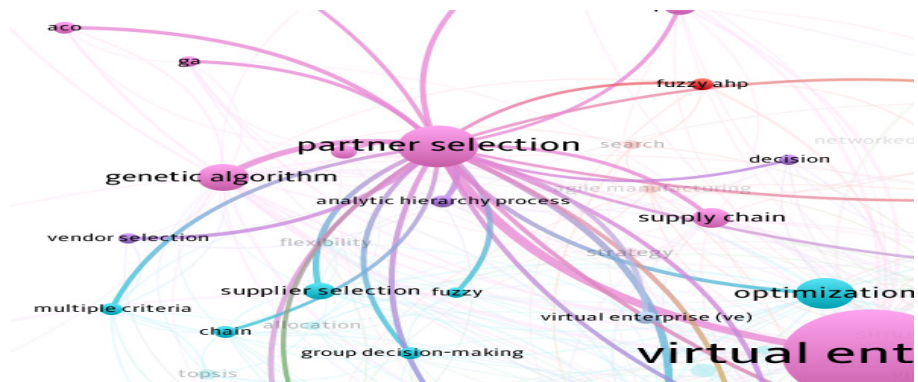 aco
ga
fuzzy ahp
partner selection
search
networked
decision
genetic algorithm
agile manufacturing
analytic hierarchy process
supply chain
vendor selection
flexibility
strategy
supplier selection
fuzzy
optimization
multiple criteria
virtual enterprise (ve)
chain
allocation
group decision-making
virtual ent
topsis